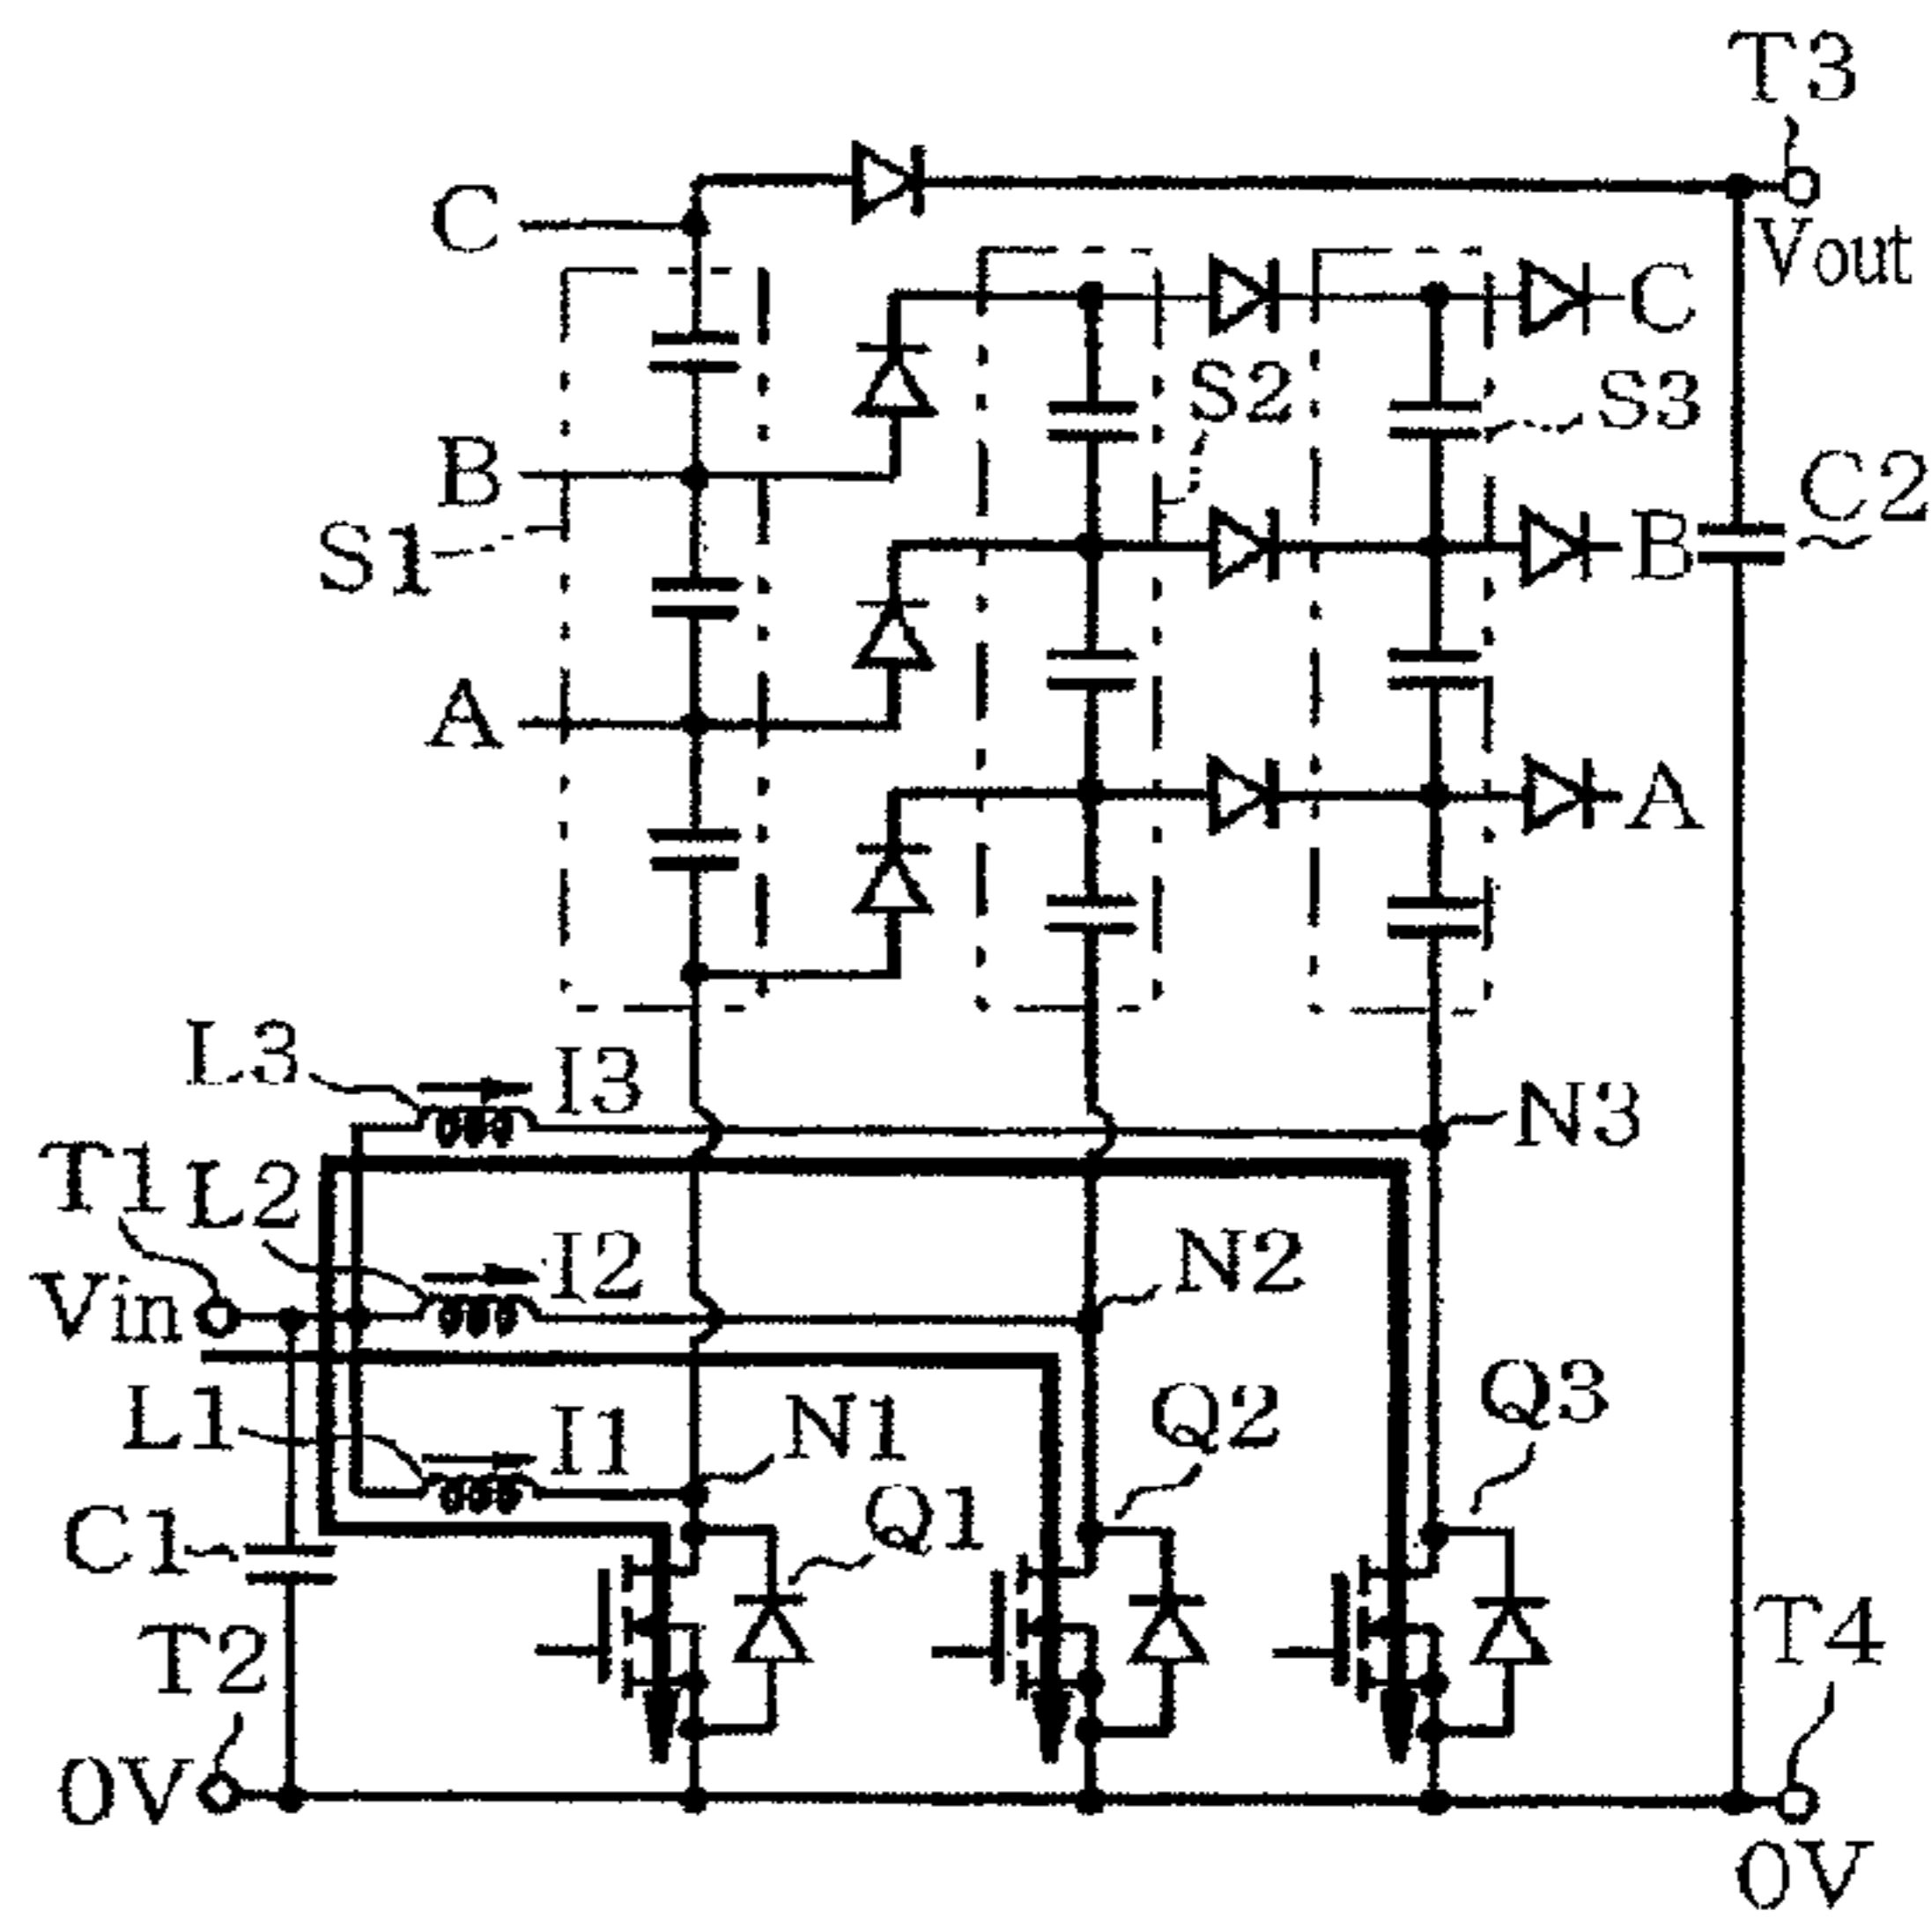 T3
C
Vout
C
S2
S3
B
C2
S1
B
A
A
L3
I3
N3
T1
L2
I2
N2
Vin
L1
I1
N1
Q2
Q3
C1
Q1
T2
T4
0V
0V